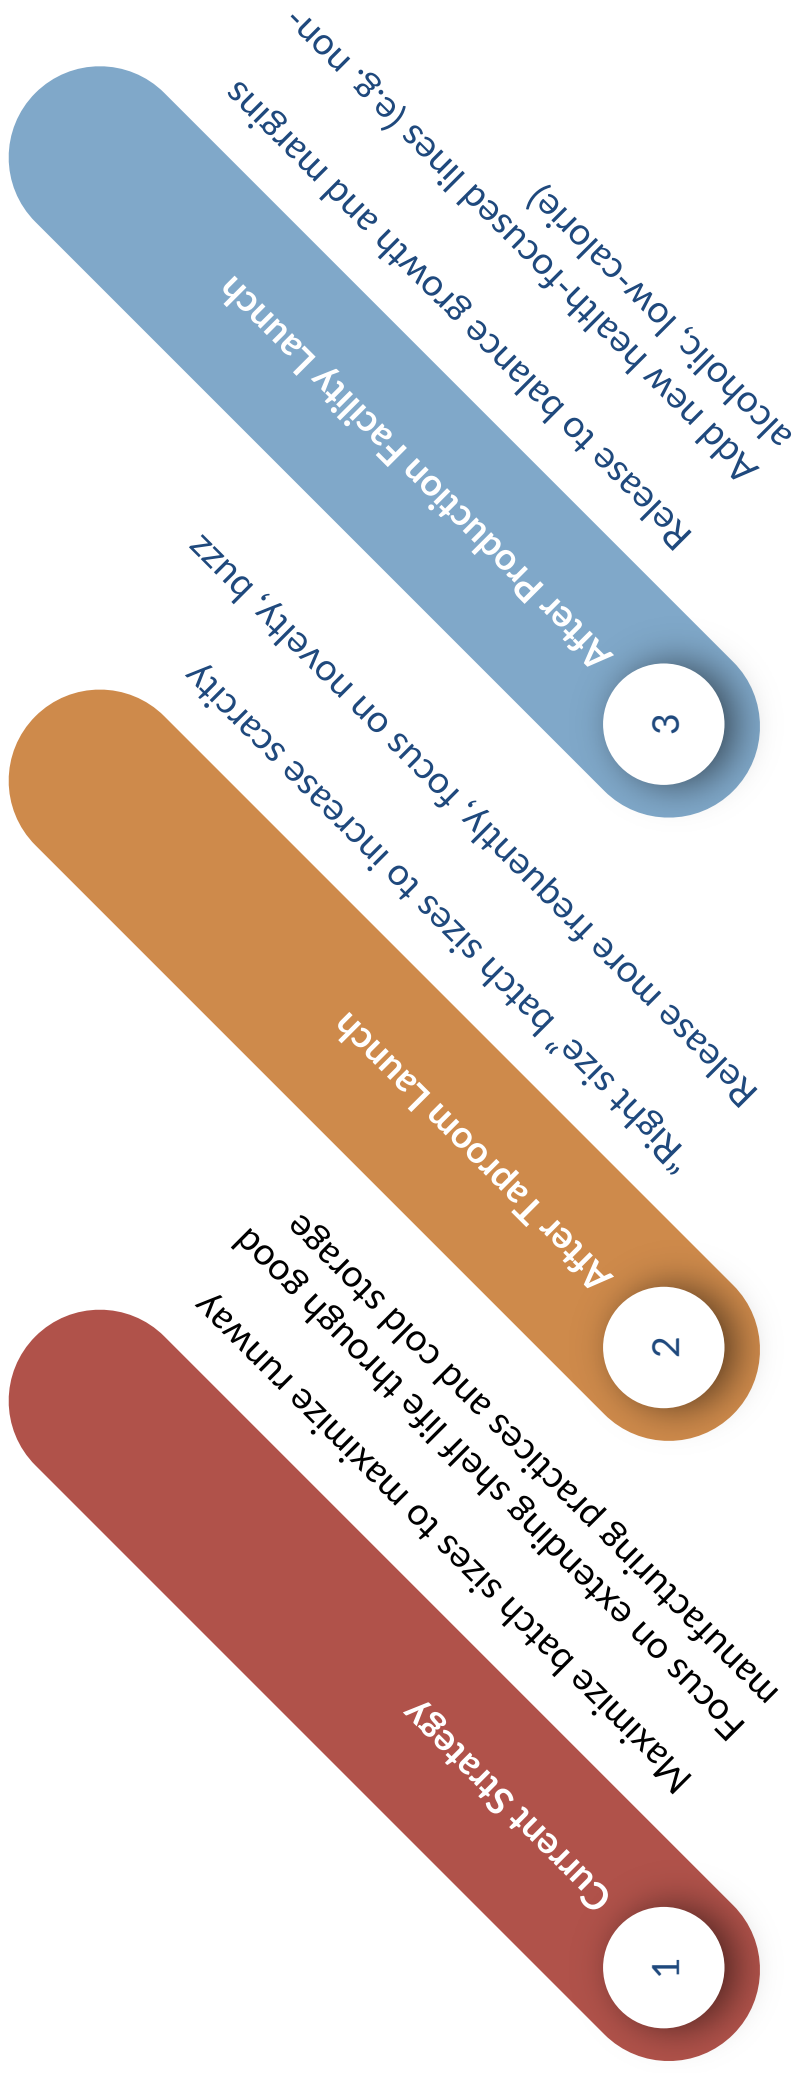 1
Current Strategy
Maximize batch sizes to maximize runway
Focus on extending shelf life through good
manufacturing practices and cold storage
2
After Taproom Launch
“Right size” batch sizes to increase scarcity
Release more frequently, focus on novelty, buzz
3
After Production Facility Launch
Release to balance growth and margins
Add new health-focused lines (e.g. non-
alcoholic, low-calorie)